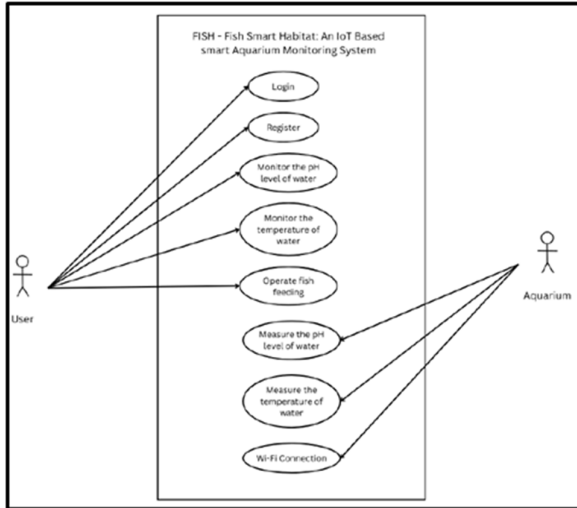 FISH - Fish Smart Habitat: An IoT Based
smart Aquarium Monitoring System
Login
Register
Monitor the pH
level of water
Monitor the
temperature of
water
Operate fish
feeding
User
Aquarium
Measure the pH
level of water
Measure the
temperature of
water
Wi-Fi Connection